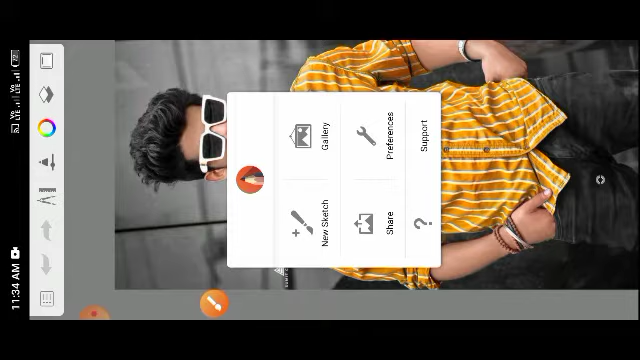 11:34 AM
New Sketch
Gallery
Share
Preferences
Support